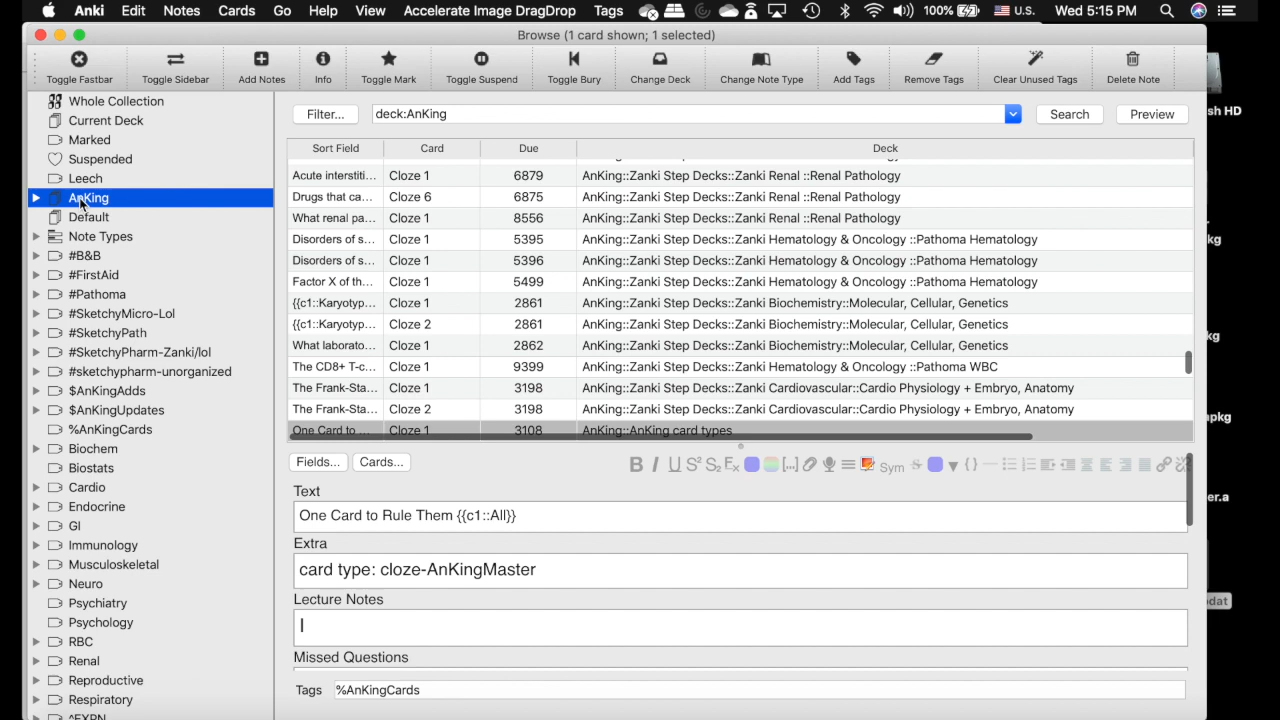 Anki Edit Notes Cards Go Help View Accelerate Image DragDrop Tags 100% U.S. Wed 5:15 PM
Browse (1 card shown; 1 selected)
Toggle Fastbar Toggle Sidebar Add Notes Info Toggle Mark Toggle Suspend Toggle Bury Change Deck Change Note Type Add Tags Remove Tags Clear Unused Tags Delete Note
Whole Collection
Current Deck
Marked
Suspended
Leech
AnKing
Default
Note Types
#B&B
#FirstAid
#Pathoma
#SketchyMicro-Lol
#SketchyPath
#SketchyPharm-Zanki/lol
#sketchypharm-unorganized
$AnKingAdds
$AnKingUpdates
%AnKingCards
Biochem
Biostats
Cardio
Endocrine
GI
Immunology
Musculoskeletal
Neuro
Psychiatry
Psychology
RBC
Renal
Reproductive
Respiratory
^EXPN
Filter... deck:AnKing Search Preview
Sort Field Card Due Deck
Acute interstiti... Cloze 1 6879 AnKing::Zanki Step Decks::Zanki Renal ::Renal Pathology
Drugs that ca... Cloze 6 6875 AnKing::Zanki Step Decks::Zanki Renal ::Renal Pathology
What renal pa... Cloze 1 8556 AnKing::Zanki Step Decks::Zanki Renal ::Renal Pathology
Disorders of s... Cloze 1 5395 AnKing::Zanki Step Decks::Zanki Hematology & Oncology ::Pathoma Hematology
Disorders of s... Cloze 1 5396 AnKing::Zanki Step Decks::Zanki Hematology & Oncology ::Pathoma Hematology
Factor X of th... Cloze 1 5499 AnKing::Zanki Step Decks::Zanki Hematology & Oncology ::Pathoma Hematology
{{c1::Karyotyp... Cloze 1 2861 AnKing::Zanki Step Decks::Zanki Biochemistry::Molecular, Cellular, Genetics
{{c1::Karyotyp... Cloze 2 2861 AnKing::Zanki Step Decks::Zanki Biochemistry::Molecular, Cellular, Genetics
What laborato... Cloze 1 2862 AnKing::Zanki Step Decks::Zanki Biochemistry::Molecular, Cellular, Genetics
The CD8+ T-c... Cloze 1 9399 AnKing::Zanki Step Decks::Zanki Hematology & Oncology ::Pathoma WBC
The Frank-Sta... Cloze 1 3198 AnKing::Zanki Step Decks::Zanki Cardiovascular::Cardio Physiology + Embryo, Anatomy
The Frank-Sta... Cloze 2 3198 AnKing::Zanki Step Decks::Zanki Cardiovascular::Cardio Physiology + Embryo, Anatomy
One Card to ... Cloze 1 3108 AnKing::AnKing card types
Fields... Cards... B I U S² S₂ Ex [...] Sym S {}
Text
One Card to Rule Them {{c1::All}}
Extra
card type: cloze-AnKingMaster
Lecture Notes
Missed Questions
Tags %AnKingCards
sh HD
kg
kg
pkg
er.a
odat